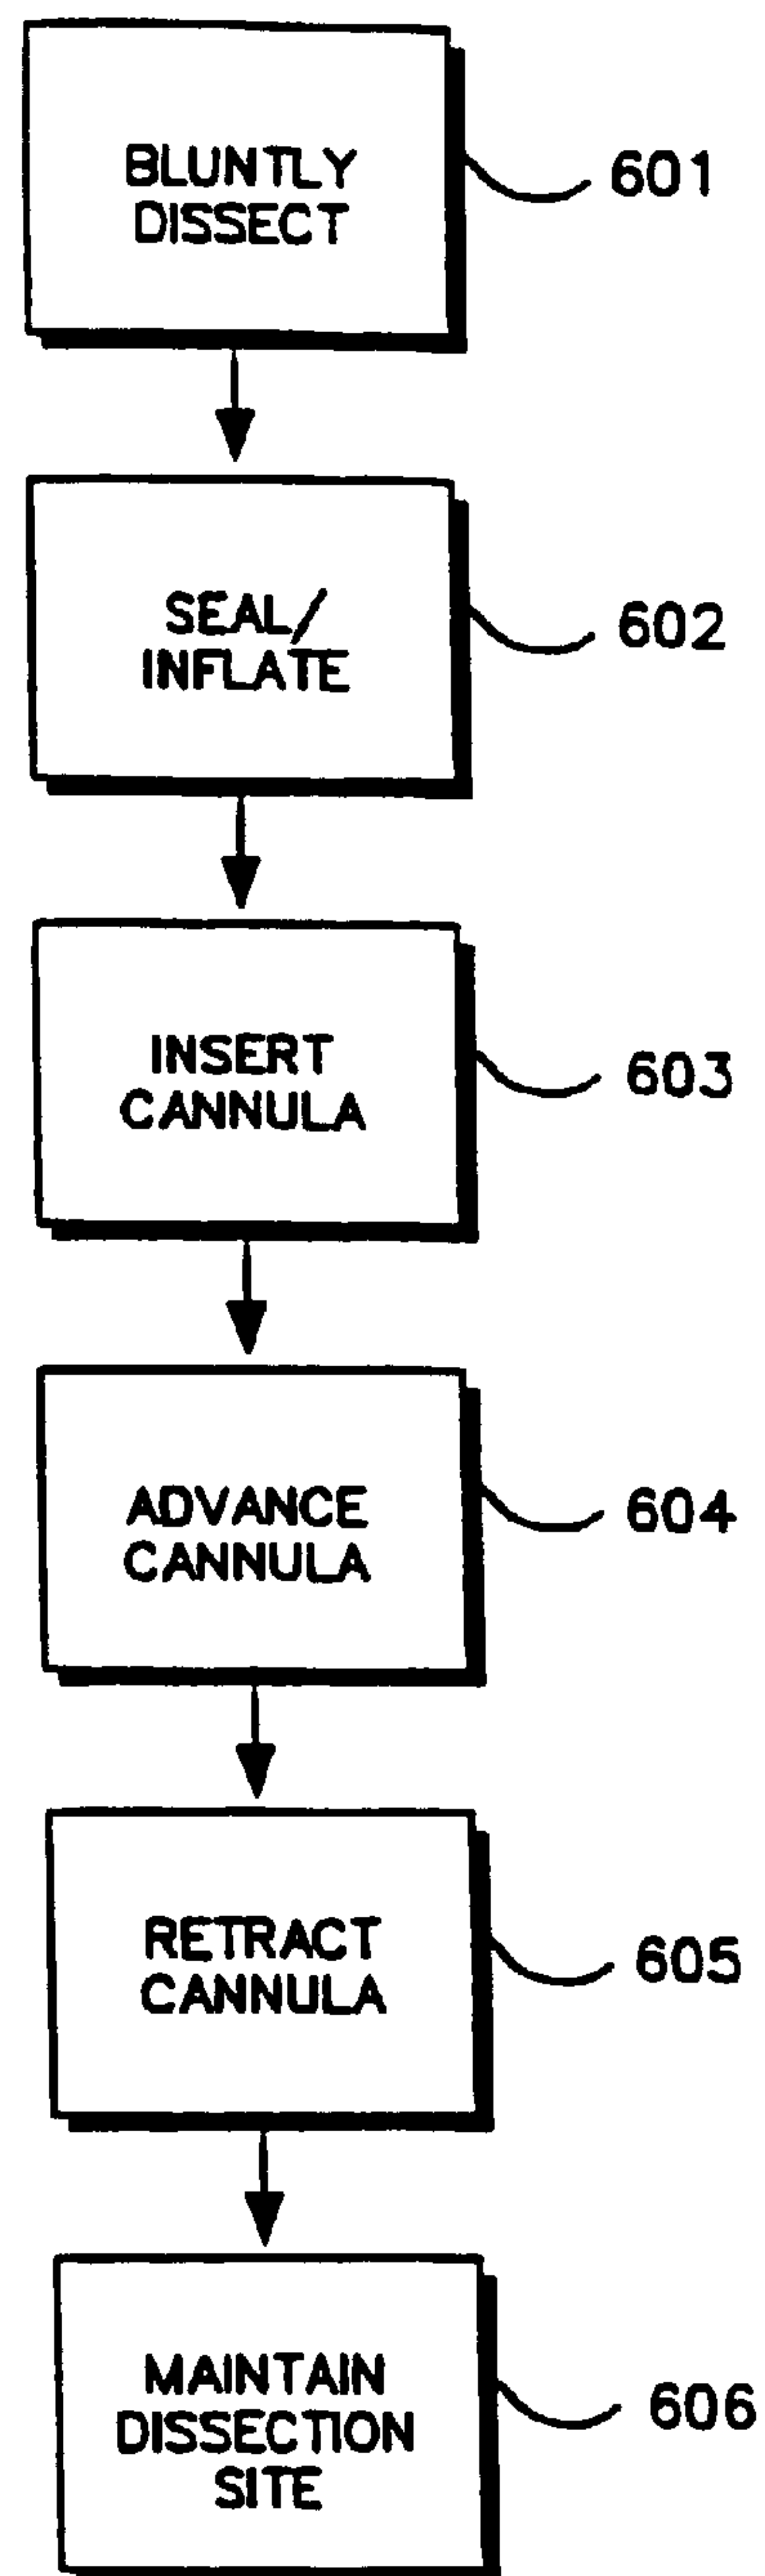 BLUNTLY
DISSECT
601
SEAL/
INFLATE
602
INSERT
CANNULA
603
ADVANCE
CANNULA
604
RETRACT
CANNULA
605
MAINTAIN
DISSECTION
SITE
606